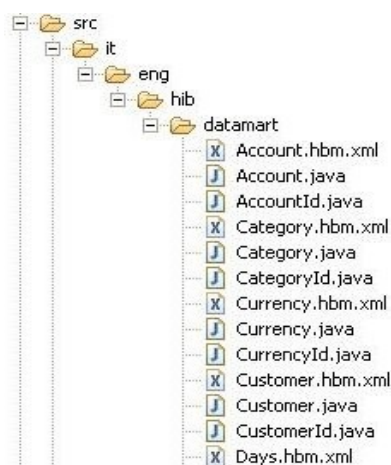 src
it
eng
hib
datamart
Account.hbm.xml
Account.java
AccountId.java
Category.hbm.xml
Category.java
CategoryId.java
Currency.hbm.xml
Currency.java
CurrencyId.java
Customer.hbm.xml
Customer.java
CustomerId.java
Days.hbm.xml